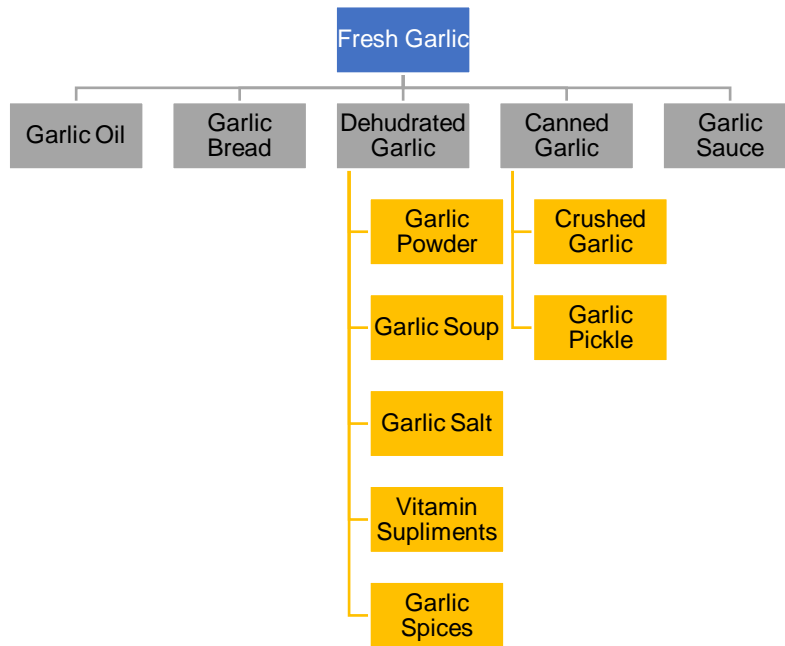 Fresh Garlic
Garlic Oil
Garlic
Bread
Dehudrated
Garlic
Canned
Garlic
Garlic
Sauce
Garlic
Powder
Garlic Soup
Garlic Salt
Vitamin
Supliments
Garlic
Spices
Crushed
Garlic
Garlic
Pickle